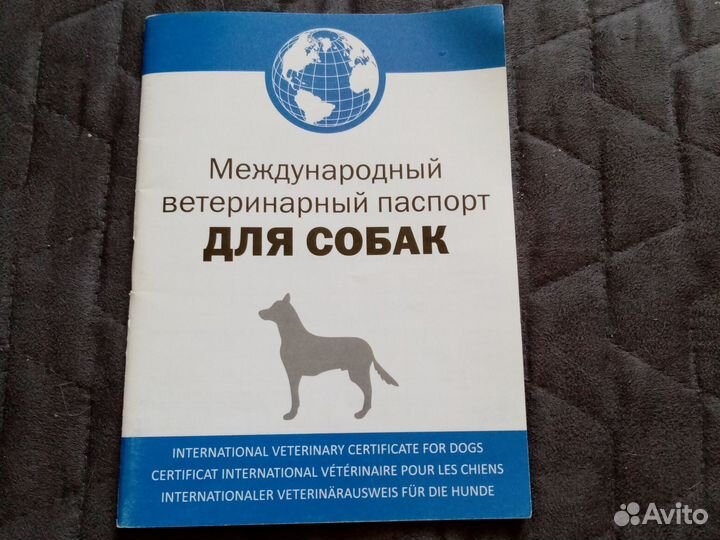 Международный
ветеринарный паспорт
ДЛЯ СОБАК
INTERNATIONAL VETERINARY CERTIFICATE FOR DOGS
CERTIFICAT INTERNATIONAL VÉTÉRINAIRE POUR LES CHIENS
INTERNATIONALER VETERINÄRAUSWEIS FÜR DIE HUNDE
Avito